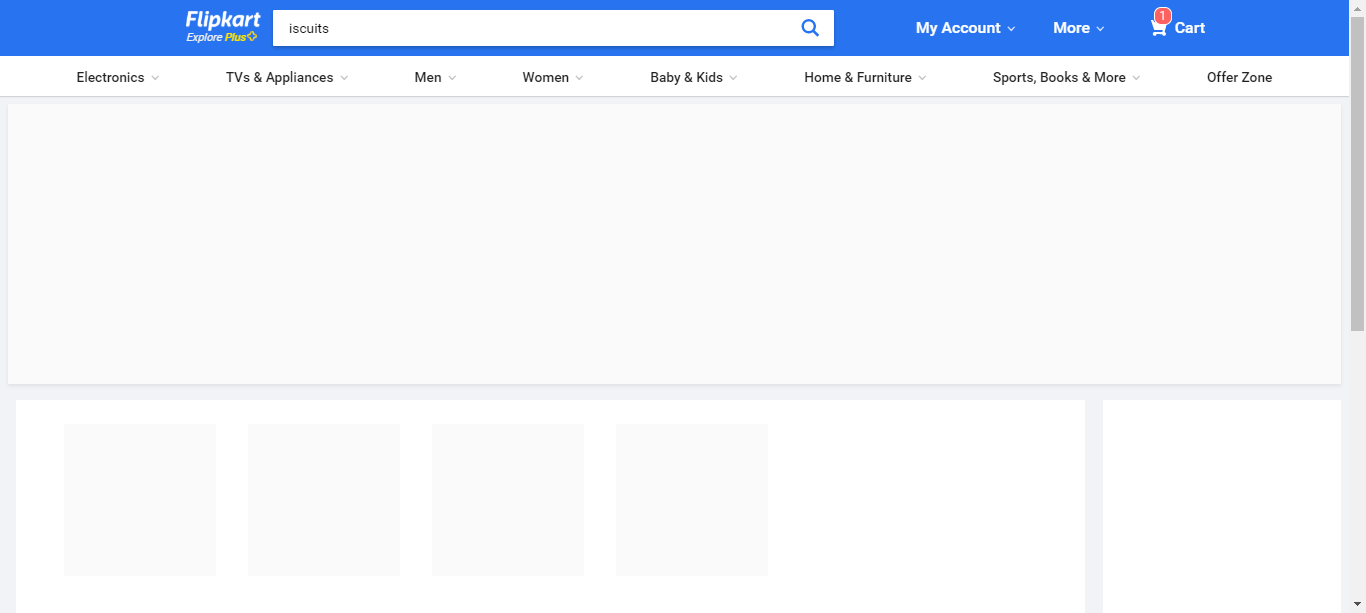 Flipkart
Explore Plus
iscuits
My Account
More
1
Cart
Electronics
TVs & Appliances
Men
Women
Baby & Kids
Home & Furniture
Sports, Books & More
Offer Zone